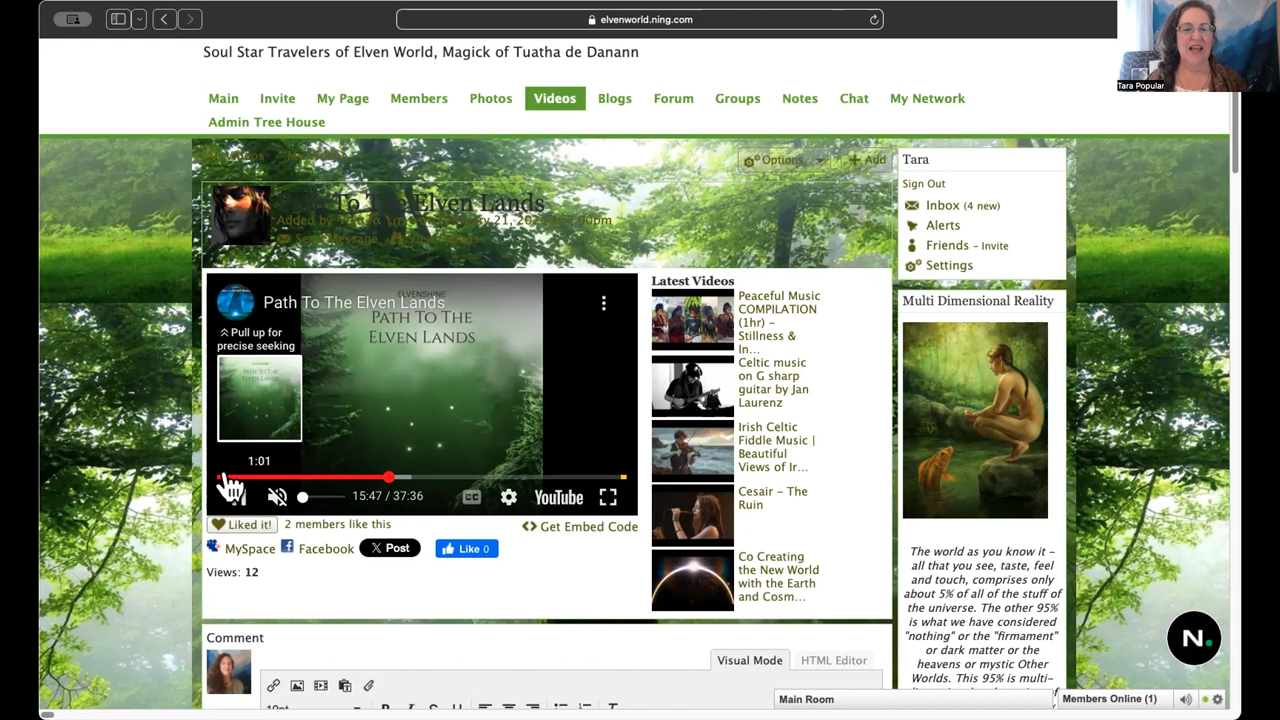 elvenworld.ning.com
Soul Star Travelers of Elven World, Magick of Tuatha de Danann
Tara Popular
Main Invite My Page Members Photos Videos Blogs Forum Groups Notes Chat My Network
Admin Tree House
Options
Add
To The Elven Lands
Added by
Path To The Elven Lands
ELVENSHINE
PATH TO THE
ELVEN LANDS
Pull up for
precise seeking
1:01
15:47 / 37:36
CC
YouTube
Liked it!
2 members like this
Get Embed Code
MySpace
Facebook
Post
Like 0
Views: 12
Latest Videos
Peaceful Music
COMPILATION
(1hr) –
Stillness &
In...
Celtic music
on G sharp
guitar by Jan
Laurenz
Irish Celtic
Fiddle Music |
Beautiful
Views of Ir...
Cesair – The
Ruin
Co Creating
the New World
with the Earth
and Cosm...
Comment
Visual Mode
HTML Editor
Tara
Sign Out
Inbox (4 new)
Alerts
Friends – Invite
Settings
Multi Dimensional Reality
The world as you know it –
all that you see, taste, feel
and touch, comprises only
about 5% of all of the stuff of
the universe. The other 95%
is what we have considered
"nothing" or the "firmament"
or dark matter or the
heavens or mystic Other
Worlds. This 95% is multi-
N.
Main Room
Members Online (1)